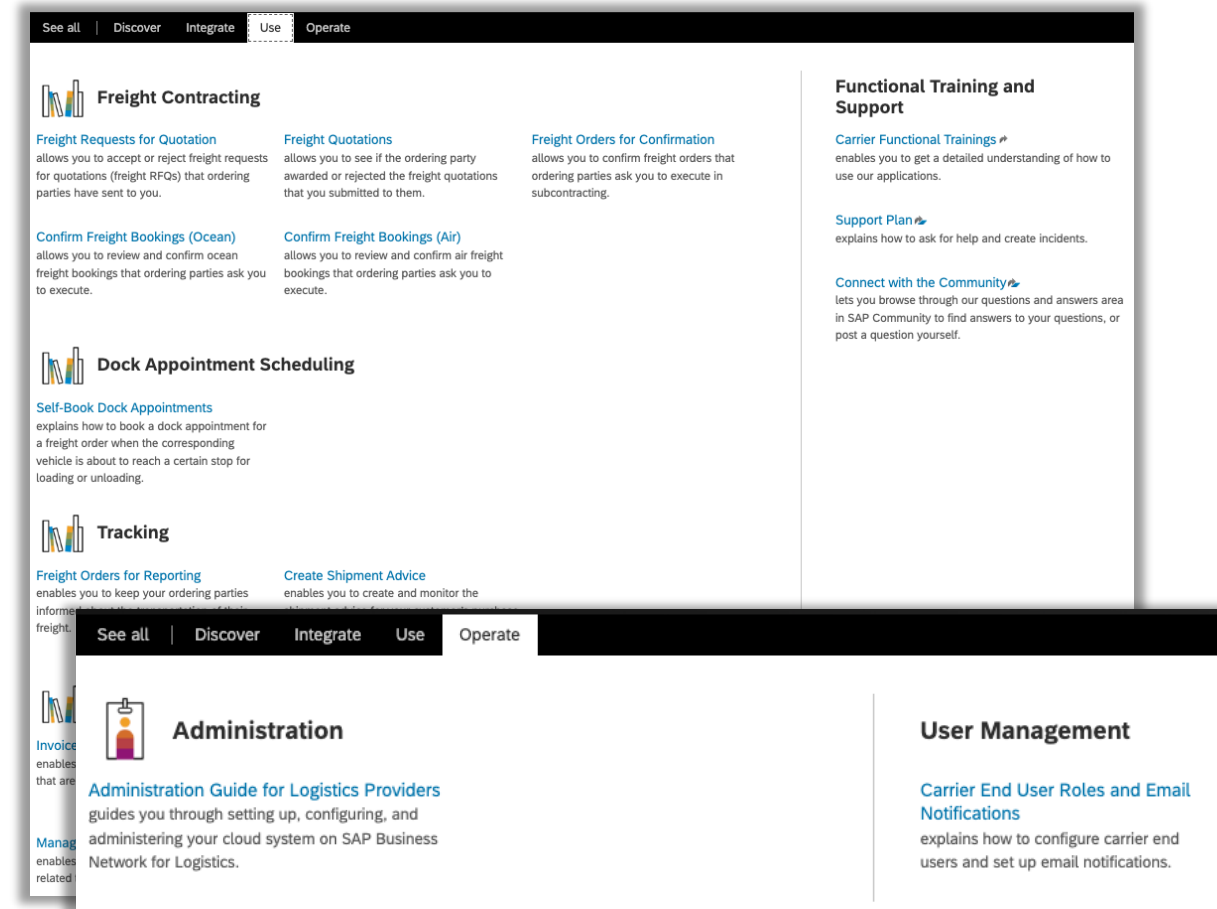 See all | Discover Integrate Use Operate
Freight Contracting
Freight Requests for Quotation
allows you to accept or reject freight requests
for quotations (freight RFQs) that ordering
parties have sent to you.
Freight Quotations
allows you to see if the ordering party
awarded or rejected the freight quotations
that you submitted to them.
Freight Orders for Confirmation
allows you to confirm freight orders that
ordering parties ask you to execute in
subcontracting.
Confirm Freight Bookings (Ocean)
allows you to review and confirm ocean
freight bookings that ordering parties ask you
to execute.
Confirm Freight Bookings (Air)
allows you to review and confirm air freight
bookings that ordering parties ask you to
execute.
Dock Appointment Scheduling
Self-Book Dock Appointments
explains how to book a dock appointment for
a freight order when the corresponding
vehicle is about to reach a certain stop for
loading or unloading.
Tracking
Freight Orders for Reporting
enables you to keep your ordering parties
freight.
Create Shipment Advice
enables you to create and monitor the
Invoice
enables
that are
Manag
enables
related
Functional Training and
Support
Carrier Functional Trainings
enables you to get a detailed understanding of how to
use our applications.
Support Plan
explains how to ask for help and create incidents.
Connect with the Community
lets you browse through our questions and answers area
in SAP Community to find answers to your questions, or
post a question yourself.
See all | Discover Integrate Use Operate
Administration
Administration Guide for Logistics Providers
guides you through setting up, configuring, and
administering your cloud system on SAP Business
Network for Logistics.
User Management
Carrier End User Roles and Email
Notifications
explains how to configure carrier end
users and set up email notifications.